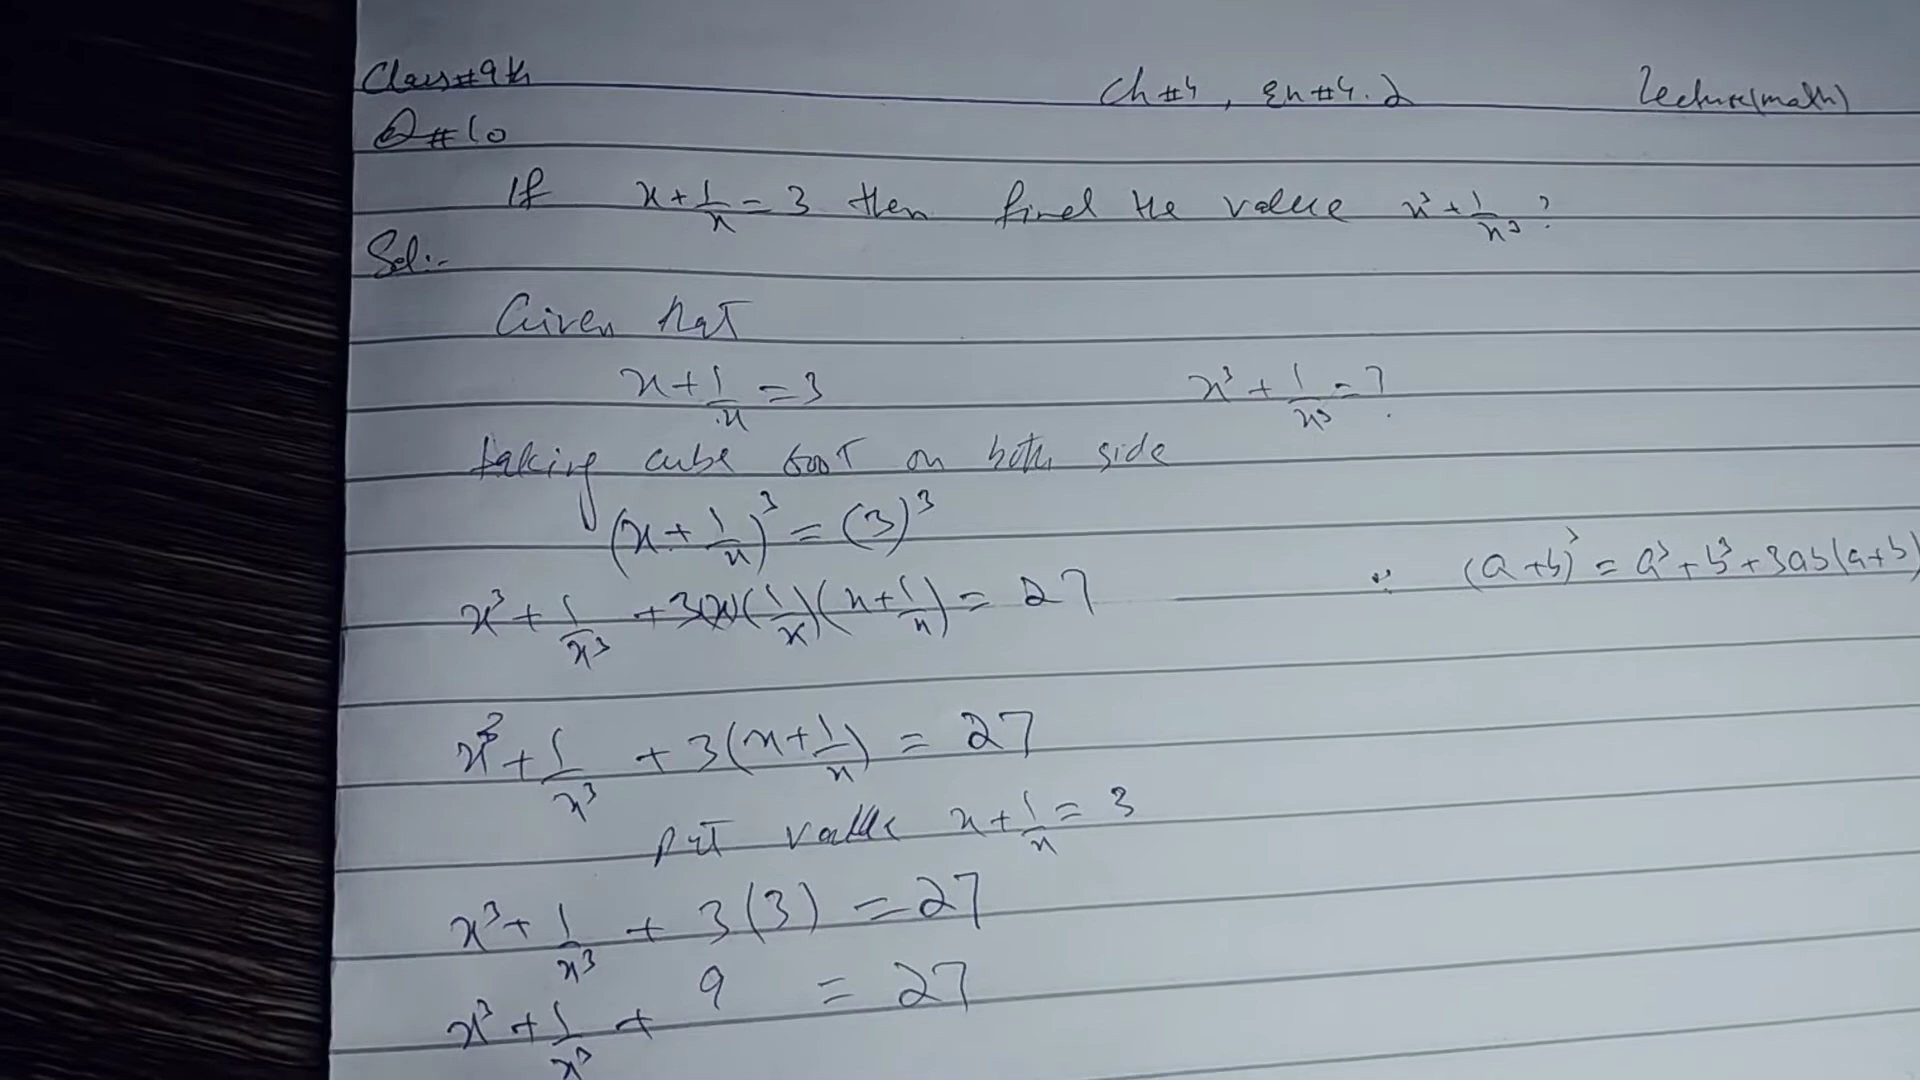 Class#9th Ch#4, Ex#4.2 Lecture(math)
Q#10
If x+1/x=3 then find the value x³+1/x³?
Sol:-
Given that
x+1/x=3 x³+1/x³=?
taking cube root on both side
(x+1/x)³=(3)³
x³+1/x³+3(x)(1/x)(x+1/x)=27 ∵ (a+b)³=a³+b³+3ab(a+b)
x³+1/x³+3(x+1/x)=27
put value x+1/x=3
x³+1/x³+3(3)=27
x³+1/x³+9=27